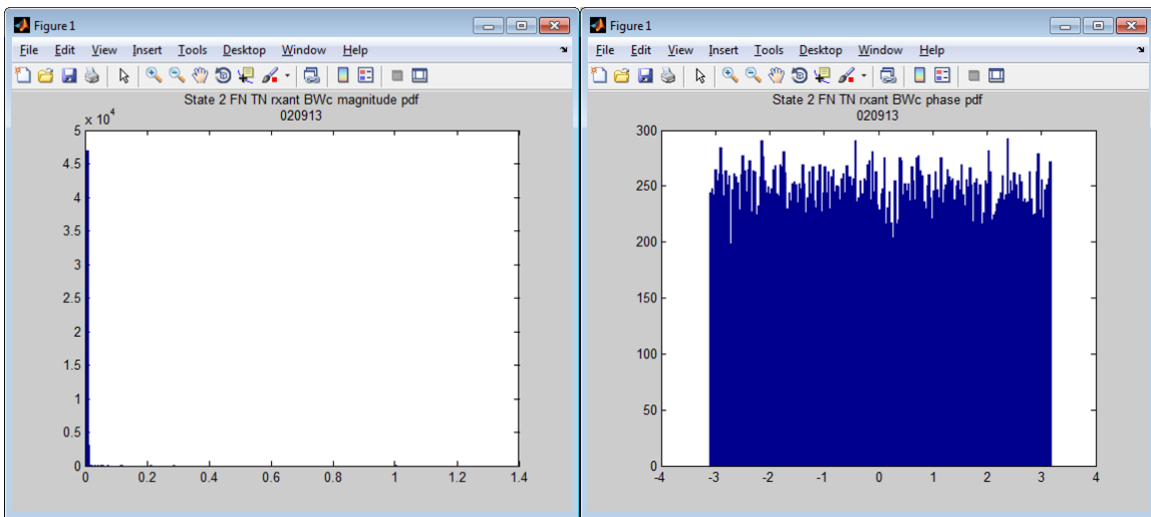 Figure 1
File Edit View Insert Tools Desktop Window Help
State 2 FN TN rxant BWc magnitude pdf
020913
x 10^4
5
4.5
4
3.5
3
2.5
2
1.5
1
0.5
0
0 0.2 0.4 0.6 0.8 1 1.2 1.4
Figure 1
File Edit View Insert Tools Desktop Window Help
State 2 FN TN rxant BWc phase pdf
020913
300
250
200
150
100
50
0
-4 -3 -2 -1 0 1 2 3 4